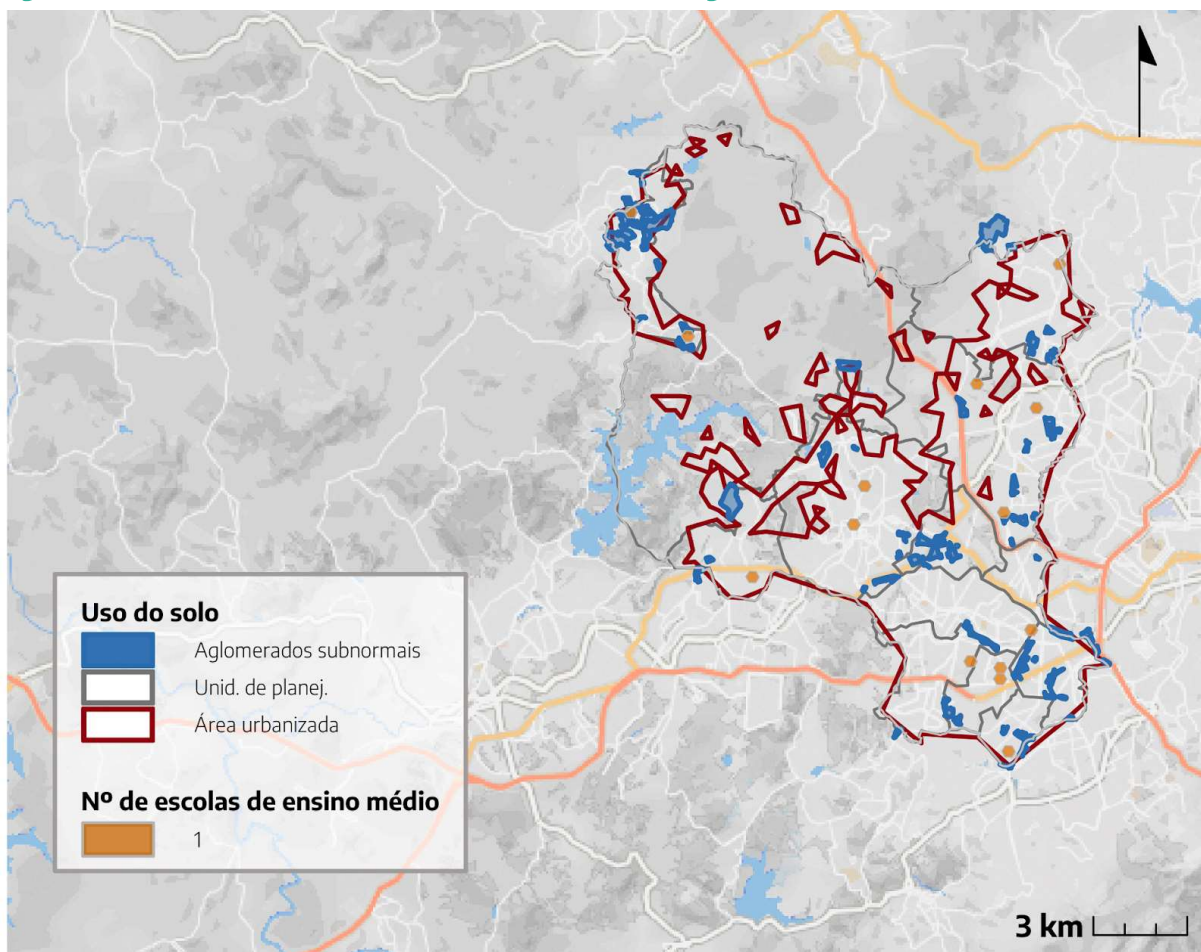 Uso do solo
Aglomerados subnormais
Unid. de planej.
Área urbanizada
Nº de escolas de ensino médio
1
3 km